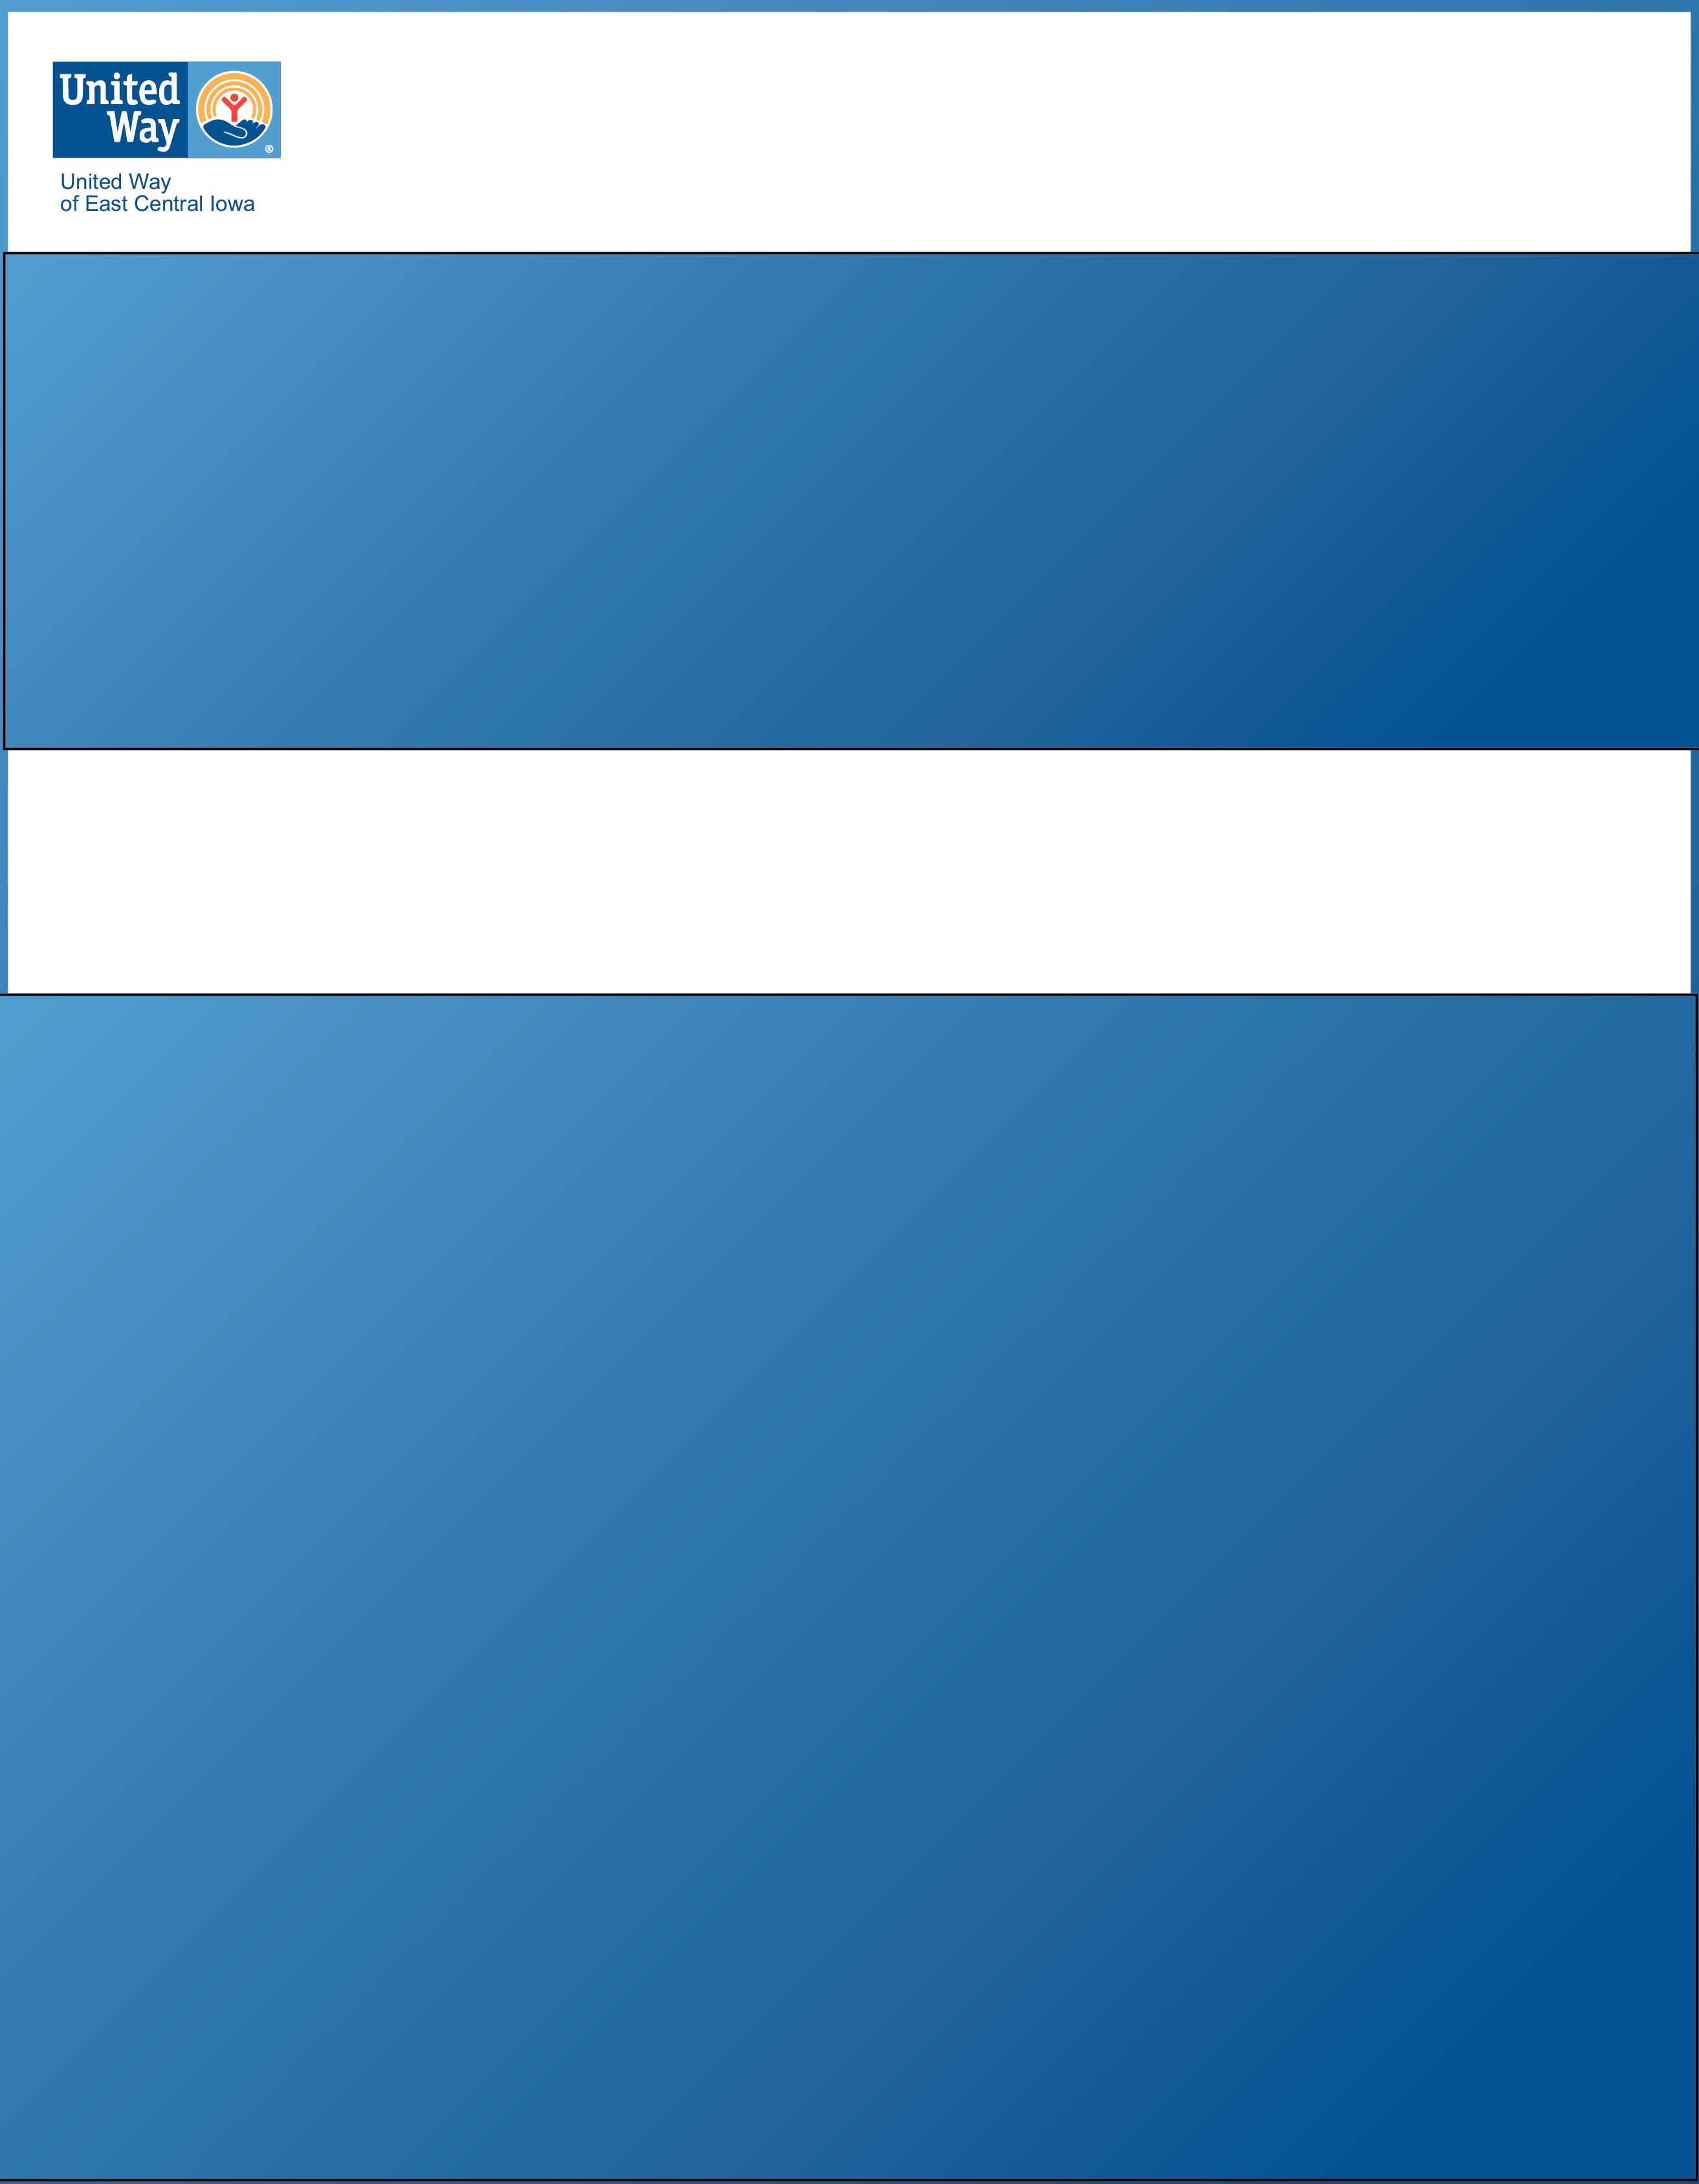 United
Way
®
United Way
of East Central Iowa